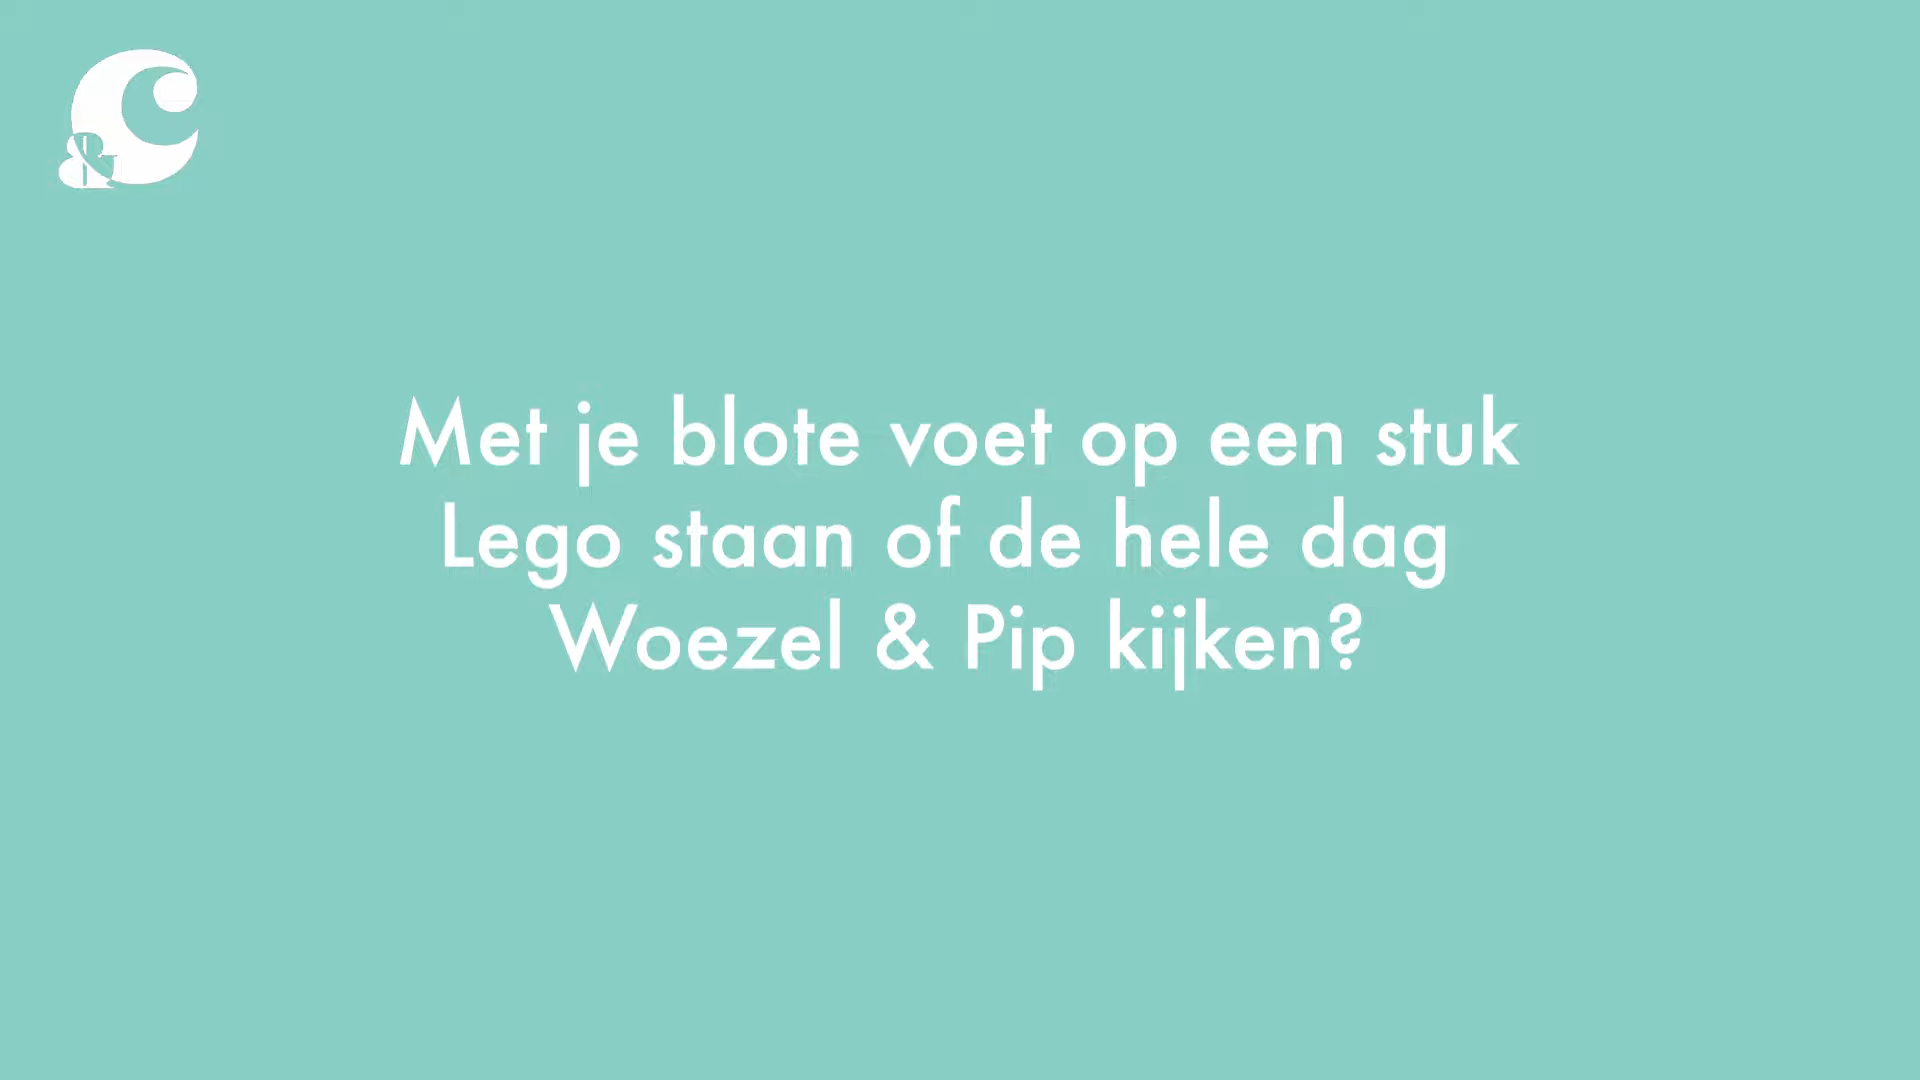 &C
Met je blote voet op een stuk
Lego staan of de hele dag
Woezel & Pip kijken?